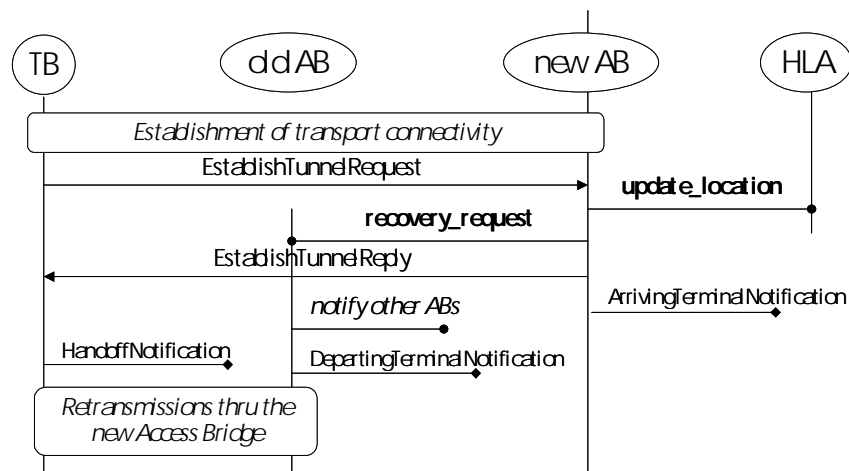 TB
old AB
new AB
HLA
Establishment of transport connectivity
EstablishTunnelRequest
update_location
recovery_request
EstablishTunnelReply
ArrivingTerminalNotification
notify other ABs
HandoffNotification
DepartingTerminalNotification
Retransmissions thru the
new Access Bridge